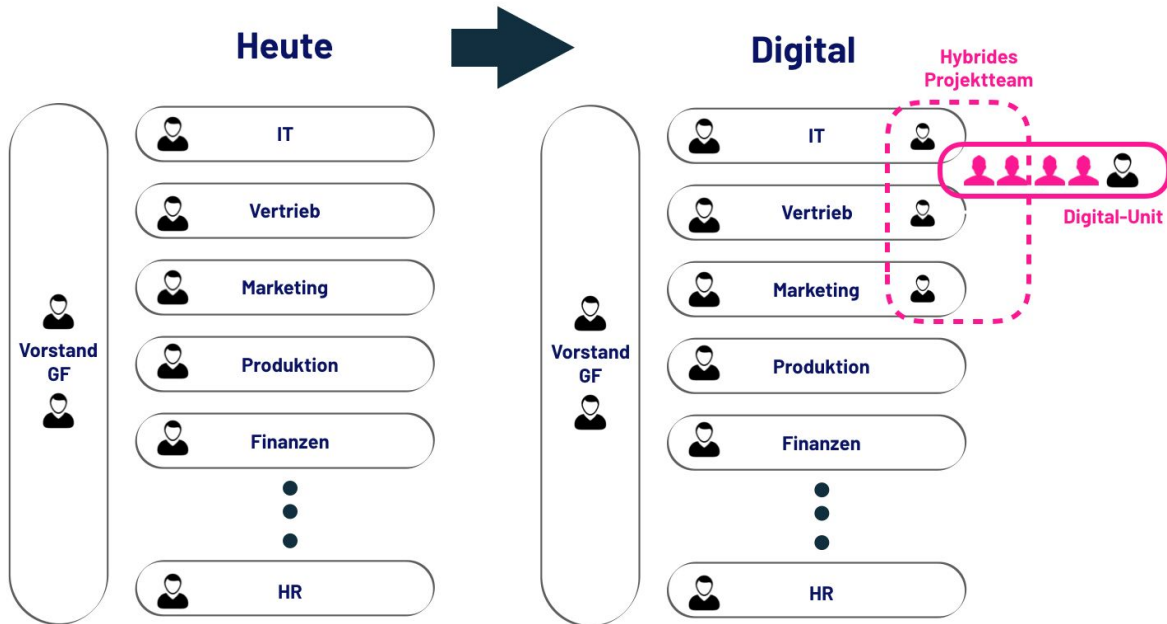 Heute
Digital
Hybrides
Projektteam
IT
Vertrieb
Marketing
Vorstand
GF
Produktion
Finanzen
HR
IT
Vertrieb
Digital-Unit
Marketing
Vorstand
GF
Produktion
Finanzen
HR